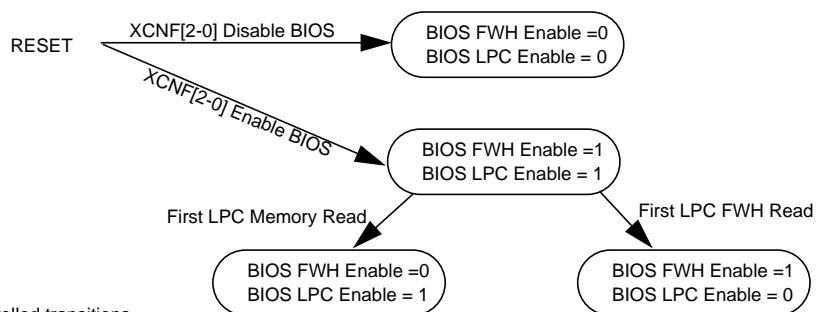 XCNF[2-0] Disable BIOS
RESET
BIOS FWH Enable =0
BIOS LPC Enable = 0
XCNF[2-0] Enable BIOS
BIOS FWH Enable =1
BIOS LPC Enable = 1
First LPC Memory Read
First LPC FWH Read
BIOS FWH Enable =0
BIOS LPC Enable = 1
BIOS FWH Enable =1
BIOS LPC Enable = 0
transitions